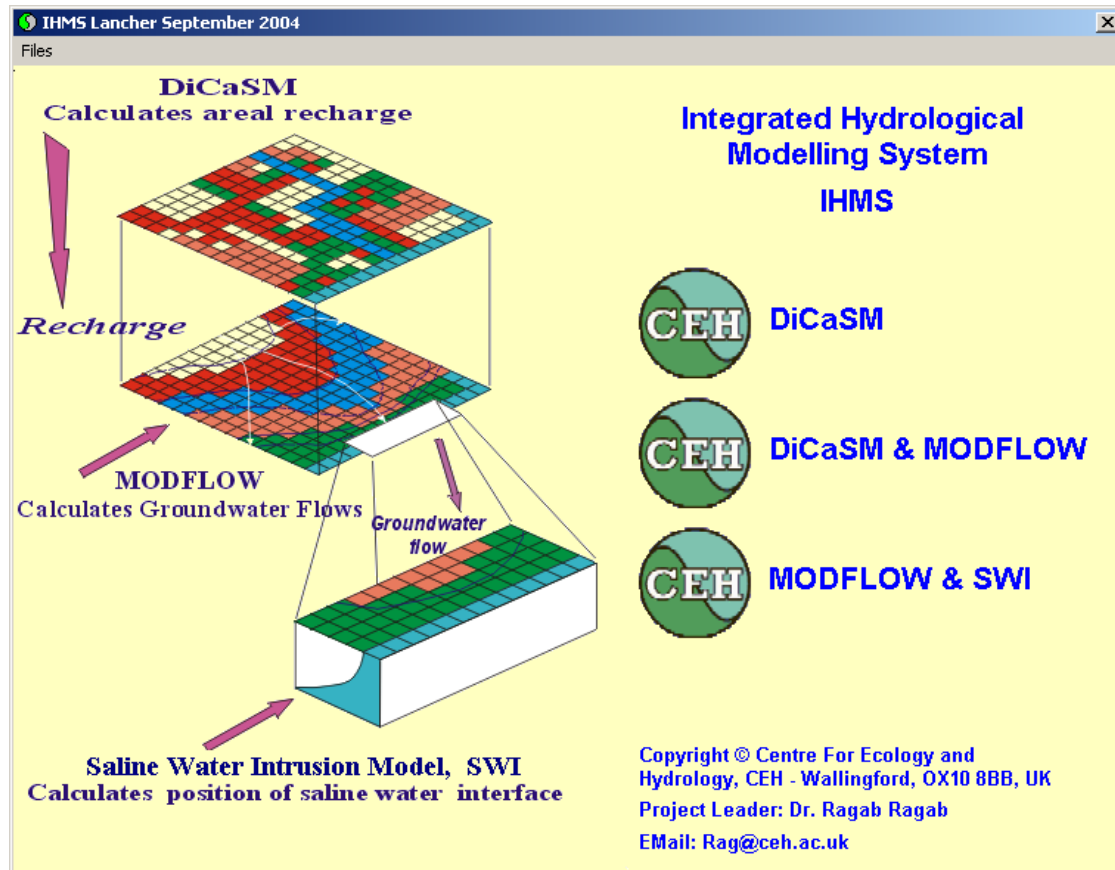 IHMS Lancher September 2004
Files
DiCaSM
Calculates areal recharge
Recharge
MODFLOW
Calculates Groundwater Flows
Groundwater
flow
Saline Water Intrusion Model, SWI
Calculates position of saline water interface
Integrated Hydrological
Modelling System
IHMS
CEH DiCaSM
CEH DiCaSM & MODFLOW
CEH MODFLOW & SWI
Copyright © Centre For Ecology and
Hydrology, CEH - Wallingford, OX10 8BB, UK
Project Leader: Dr. Ragab Ragab
EMail: Rag@ceh.ac.uk